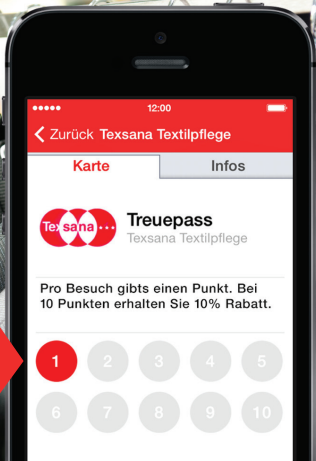 12:00
Zurück Texsana Textilpflege
Karte Infos
Texsana...
Treuepass
Texsana Textilpflege
Pro Besuch gibts einen Punkt. Bei
10 Punkten erhalten Sie 10% Rabatt.
1 2 3 4 5
6 7 8 9 10